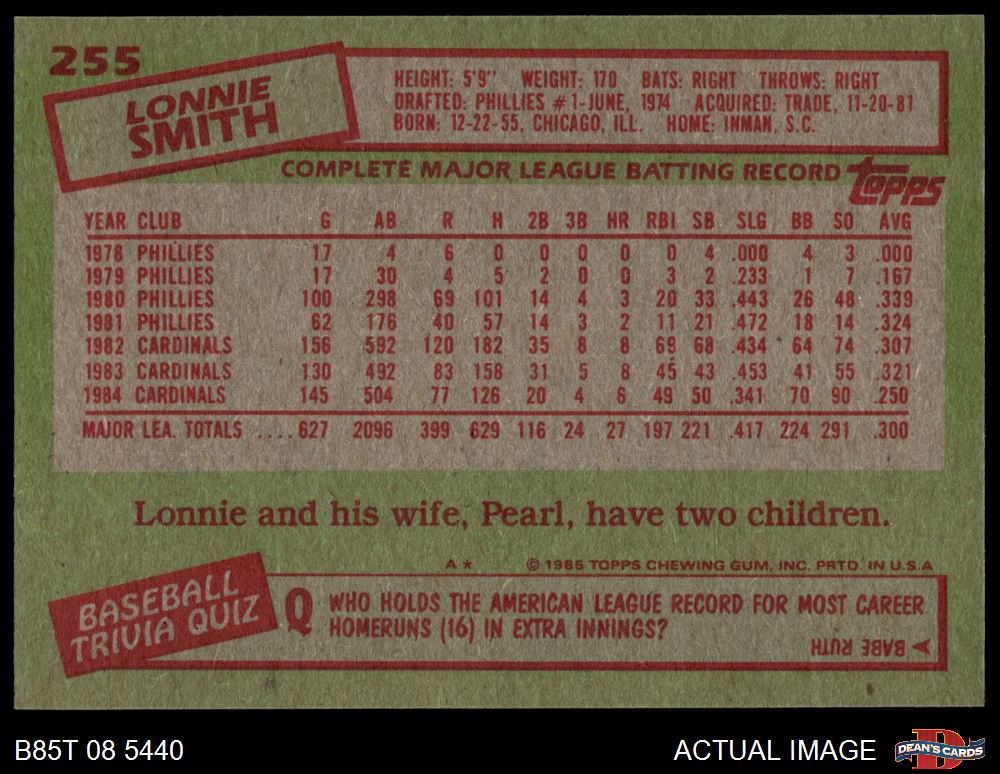 255
LONNIE
SMITH
HEIGHT: 5'9" WEIGHT: 170 BATS: RIGHT THROWS: RIGHT
DRAFTED: PHILLIES #1-JUNE, 1974 ACQUIRED: TRADE, 11-20-81
BORN: 12-22-55, CHICAGO, ILL. HOME: INMAN, S.C.
COMPLETE MAJOR LEAGUE BATTING RECORD topps
YEAR CLUB G AB R H 2B 3B HR RBI SB SLG BB SO AVG
1978 PHILLIES 17 4 6 0 0 0 0 0 4 .000 4 3 .000
1979 PHILLIES 17 30 4 5 2 0 0 3 2 .233 1 7 .167
1980 PHILLIES 100 298 69 101 14 4 3 20 33 .443 26 48 .339
1981 PHILLIES 62 176 40 57 14 3 2 11 21 .472 18 14 .324
1982 CARDINALS 156 592 120 182 35 8 8 69 68 .434 64 74 .307
1983 CARDINALS 130 492 83 158 31 5 8 45 43 .453 41 55 .321
1984 CARDINALS 145 504 77 126 20 4 6 49 50 .341 70 90 .250
MAJOR LEA. TOTALS ....627 2096 399 629 116 24 27 197 221 .417 224 291 .300
Lonnie and his wife, Pearl, have two children.
A* © 1985 TOPPS CHEWING GUM, INC. PRTD. IN U.S.A
BASEBALL
TRIVIA QUIZ
Q WHO HOLDS THE AMERICAN LEAGUE RECORD FOR MOST CAREER
HOMERUNS (16) IN EXTRA INNINGS?
BABE RUTH
B85T 08 5440
ACTUAL IMAGE
D
DEAN'S CARDS